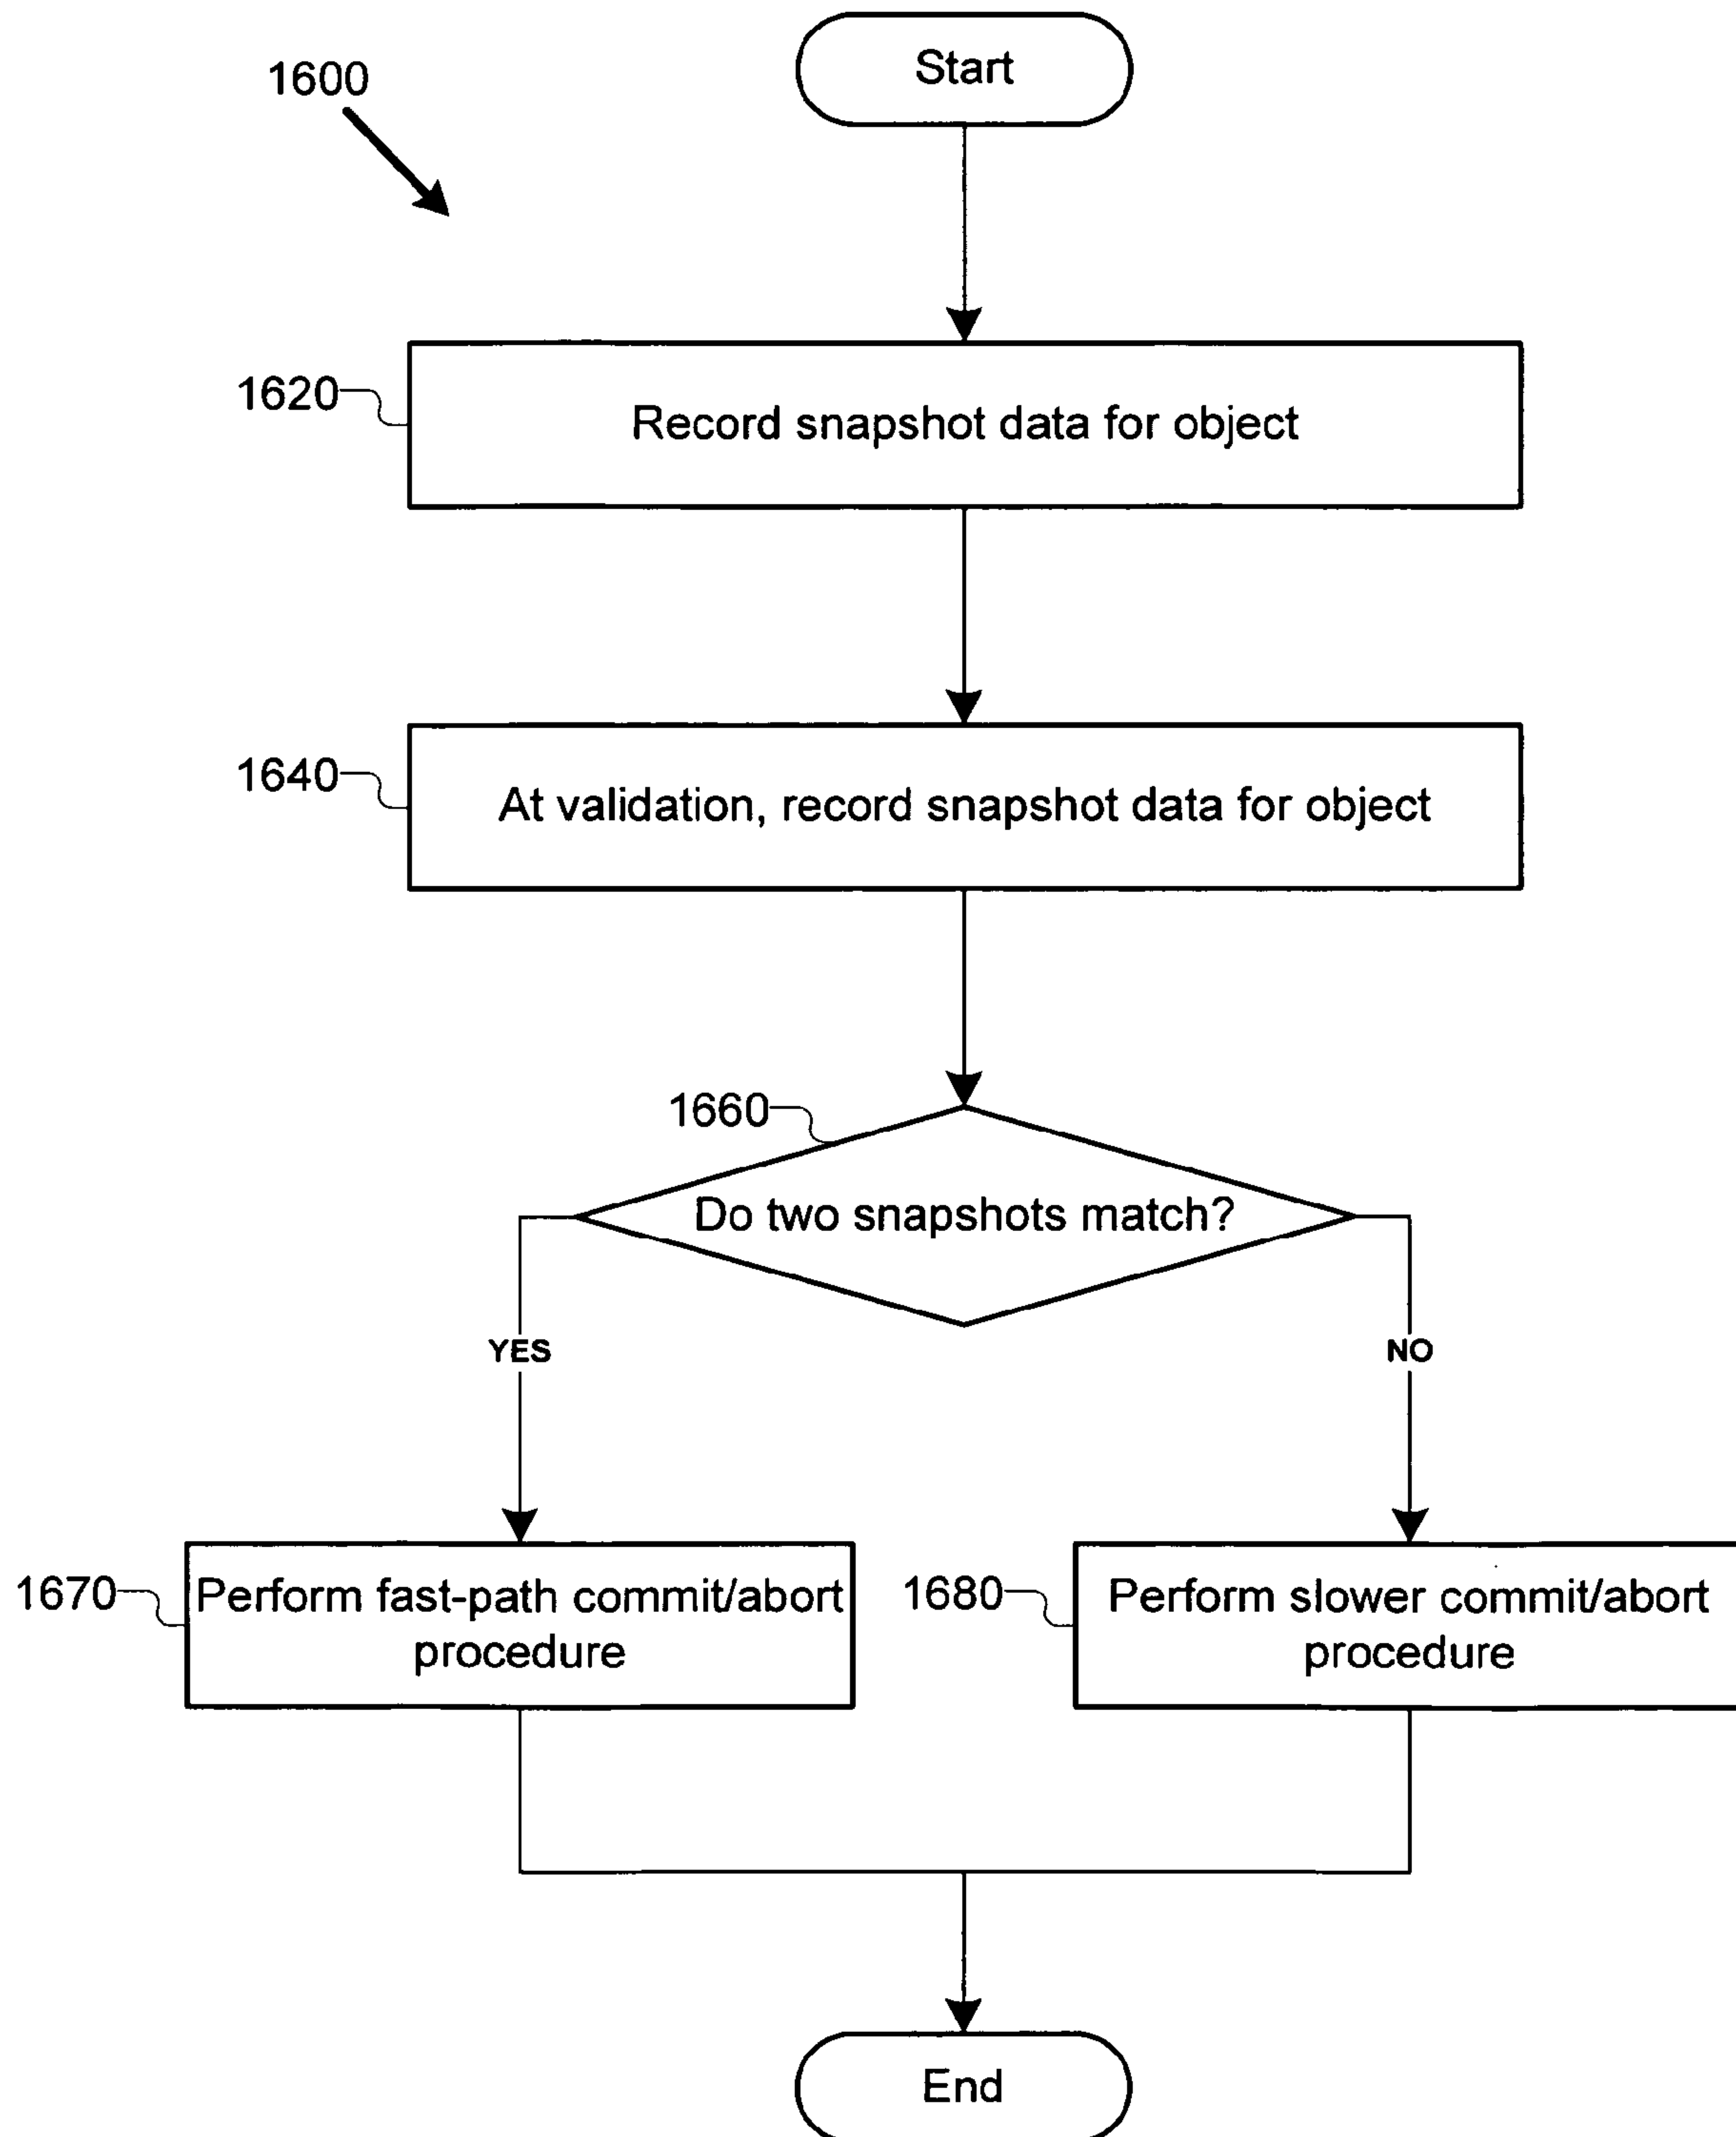 Start
1600
1620
Record snapshot data for object
1640
At validation, record snapshot data for object
1660
Do two snapshots match?
YES
NO
1670
Perform fast-path commit/abort
procedure
1680
Perform slower commit/abort
procedure
End